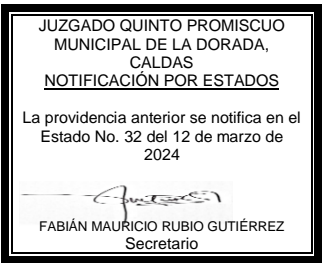 JUZGADO QUINTO PROMISCUO
MUNICIPAL DE LA DORADA,
CALDAS
NOTIFICACIÓN POR ESTADOS
La providencia anterior se notifica en el
Estado No. 32 del 12 de marzo de
2024
FABIÁN MAURICIO RUBIO GUTIÉRREZ
Secretario